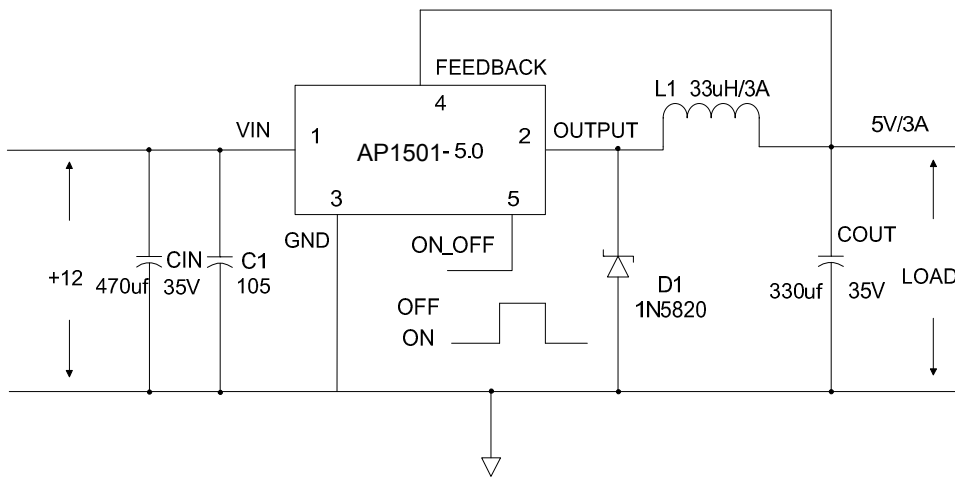 FEEDBACK
L1 33uH/3A
4
VIN
1
2
OUTPUT
5V/3A
AP1501-5.0
3
5
GND
ON_OFF
COUT
+12
CIN
C1
470uf 35V
105
D1
1N5820
330uf 35V
LOAD
OFF
ON